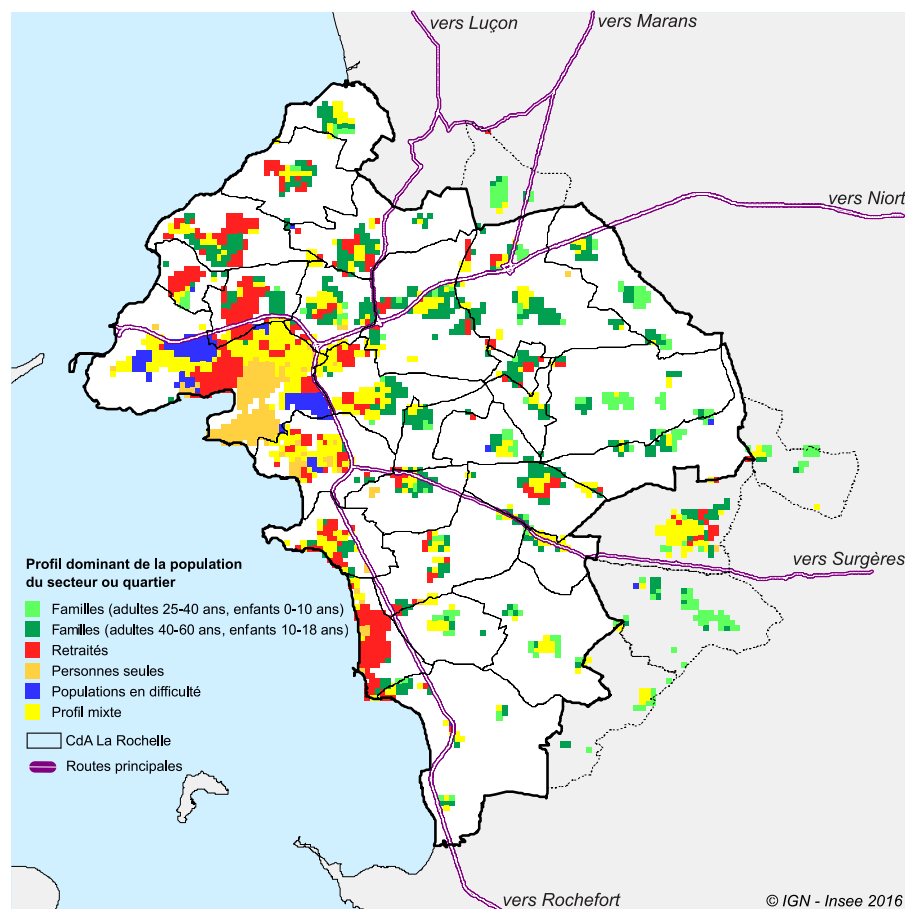 vers Luçon
vers Marans
vers Niort
vers Surgères
Profil dominant de la population
du secteur ou quartier
Familles (adultes 25-40 ans, enfants 0-10 ans)
Familles (adultes 40-60 ans, enfants 10-18 ans)
Retraités
Personnes seules
Populations en difficulté
Profil mixte
CdA La Rochelle
Routes principales
vers Rochefort
© IGN - Insee 2016